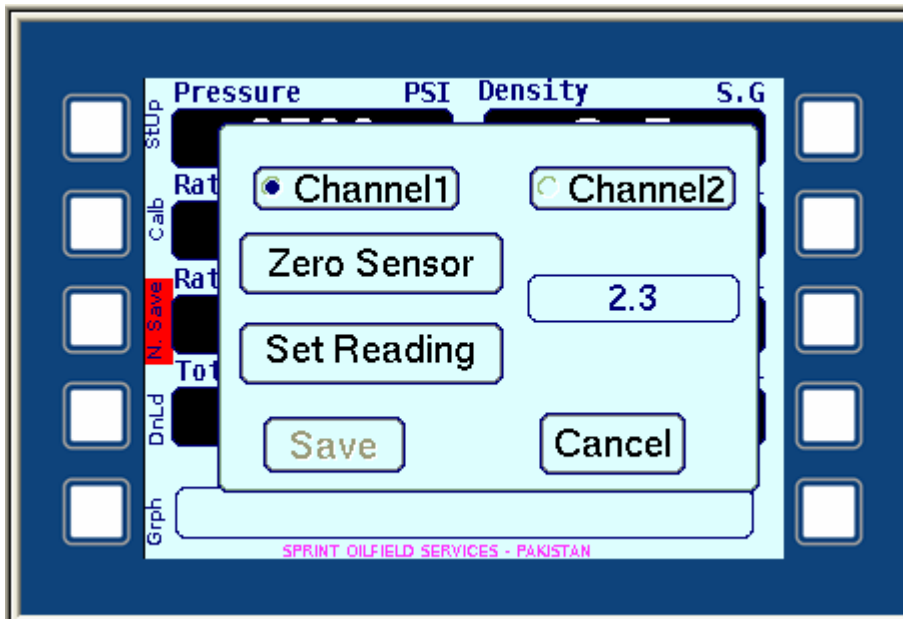 Pressure PSI Density S.G
StUp
Channel1 Channel2
Rat
Calb
Zero Sensor
2.3
Rat
N. Save
Set Reading
Tot
DnLd
Save Cancel
Grph
SPRINT OILFIELD SERVICES - PAKISTAN